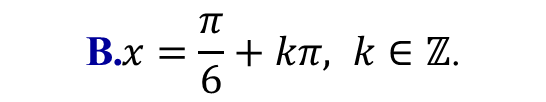 B.x = π/6 + kπ, k ∈ ℤ.